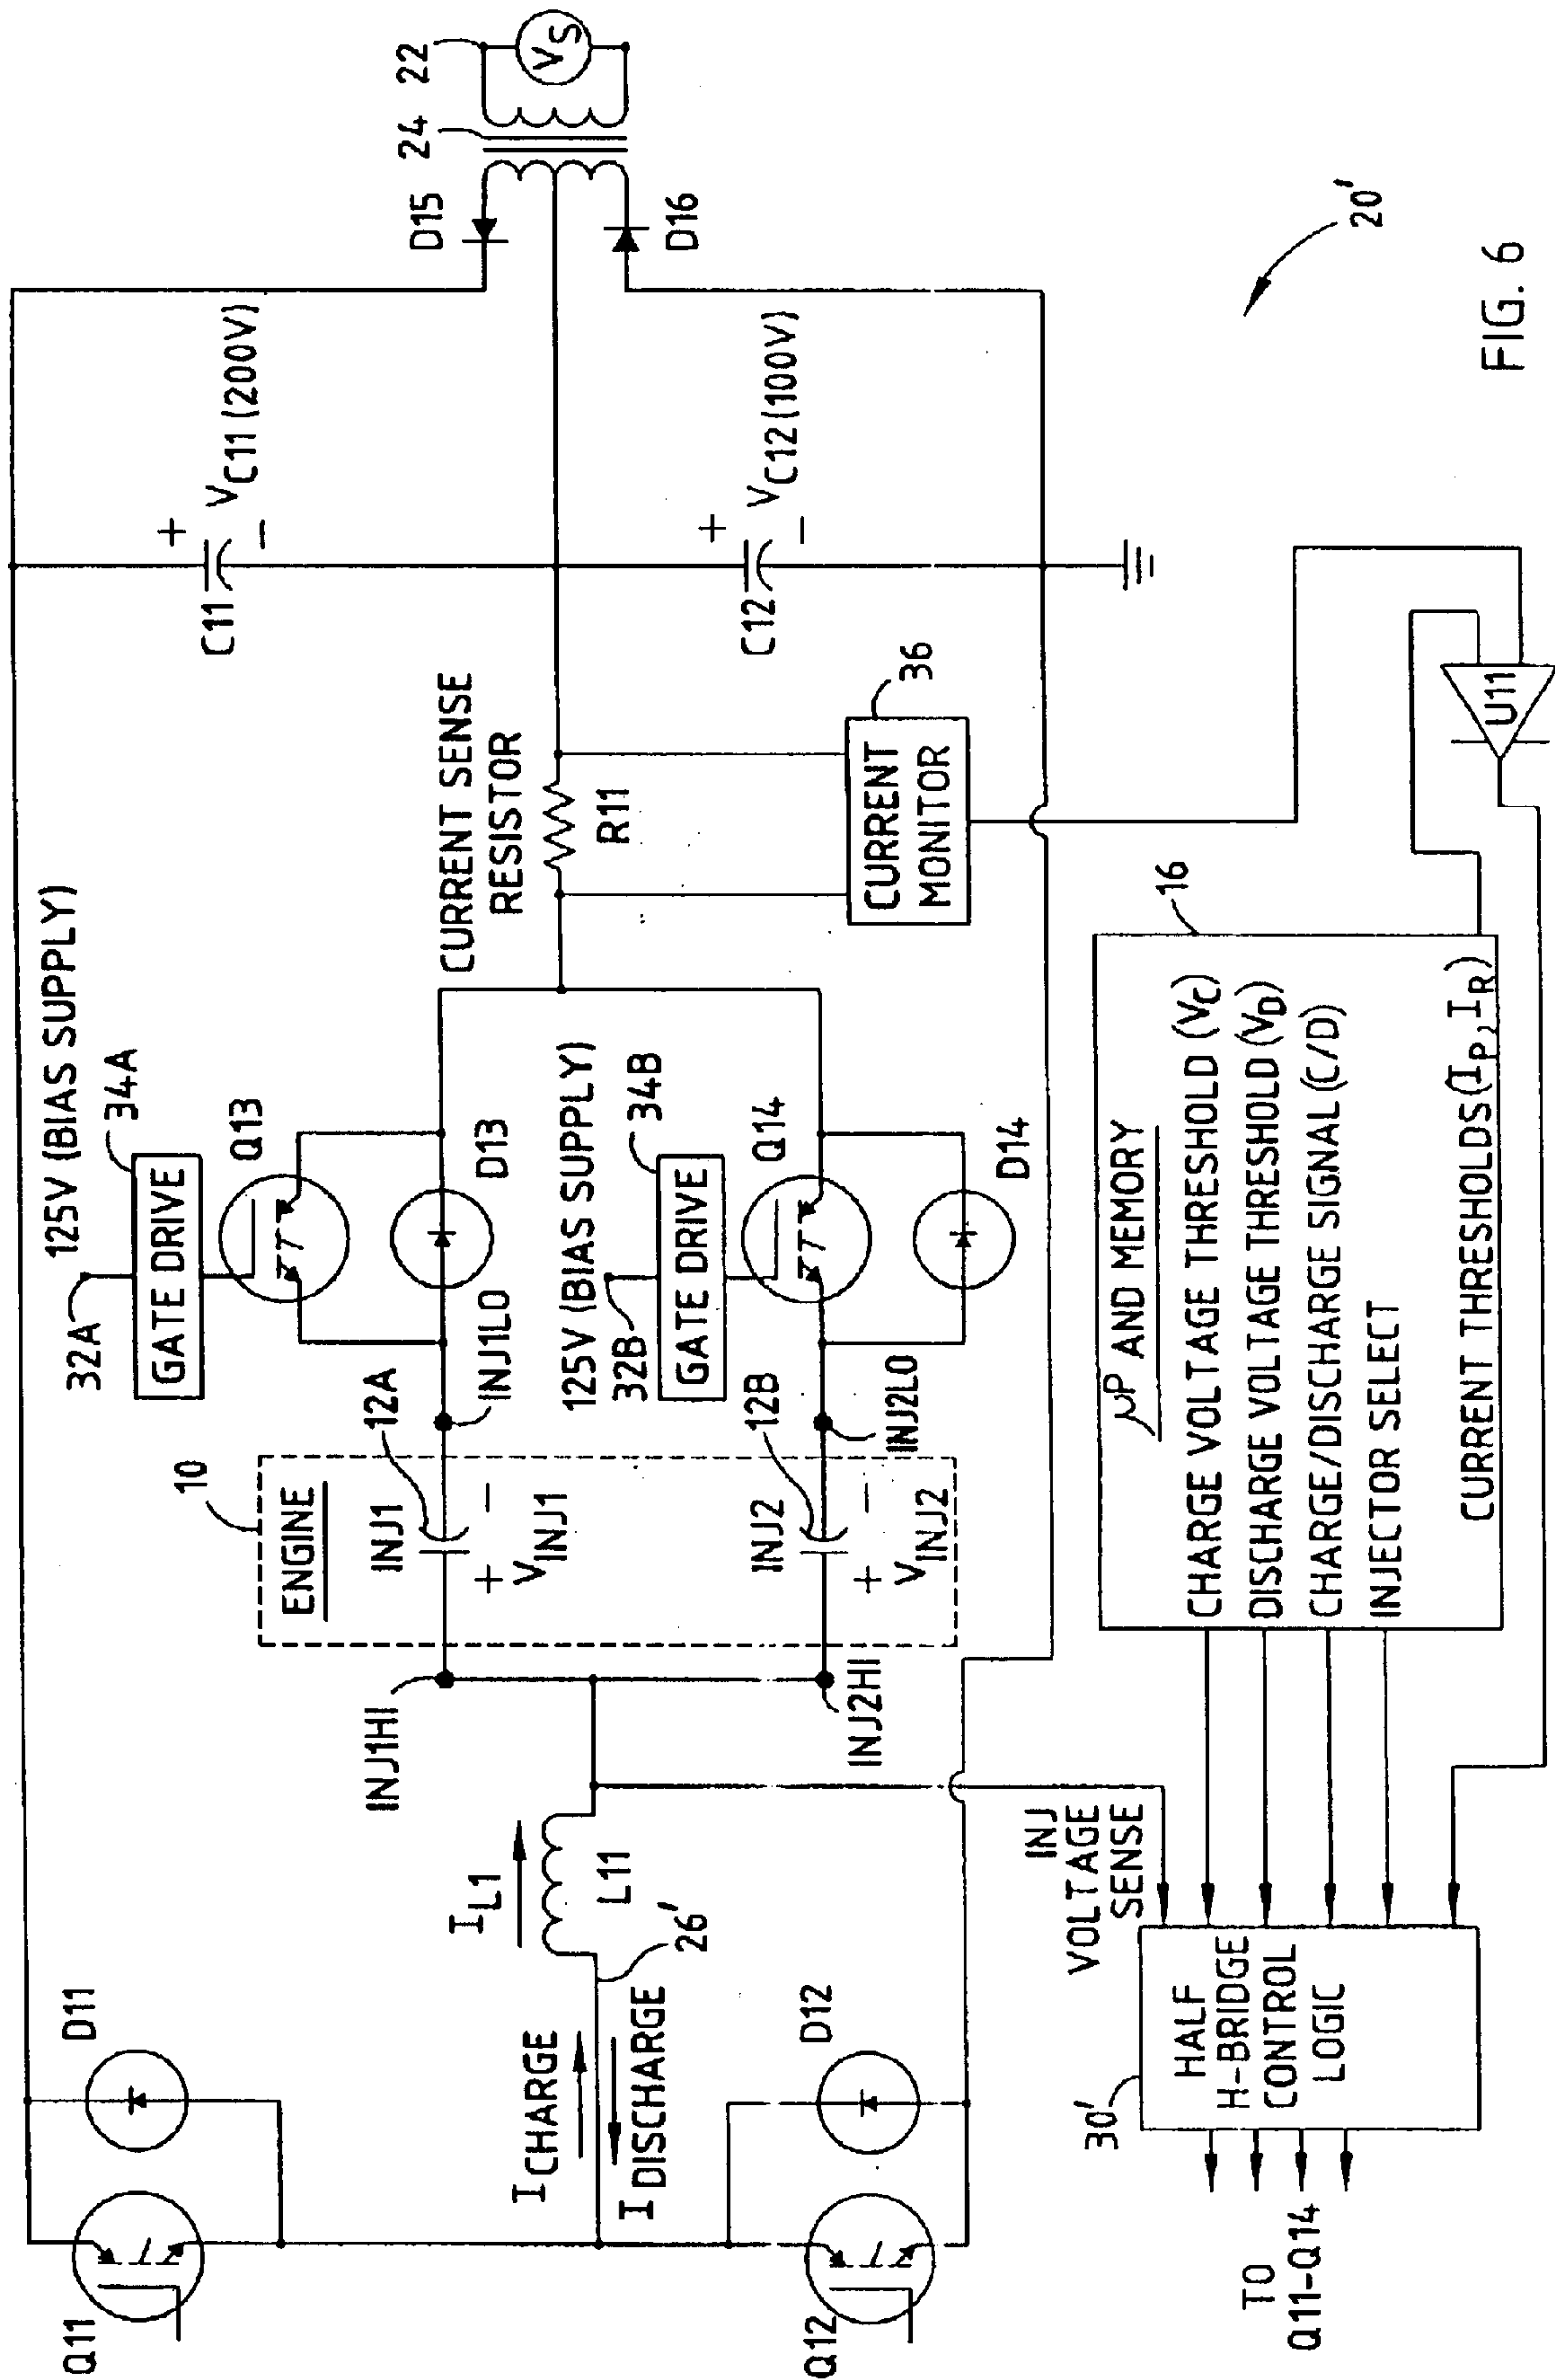 Q11
D11
125V (BIAS SUPPLY)
32A
34A
GATE DRIVE
Q13
D13
INJ1LO
12A
10
ENGINE
INJ1
+ −
VINJ1
INJ1HI
IL1
L11
26'
ICHARGE
IDISCHARGE
D12
Q12
125V (BIAS SUPPLY)
32B
34B
GATE DRIVE
Q14
D14
INJ2LO
12B
INJ2
+ −
VINJ2
INJ2HI
CURRENT SENSE
RESISTOR
R11
36
CURRENT
MONITOR
C11
+
−
VC11 (200V)
C12
+
−
VC12 (100V)
D15
D16
24
22
VS
INJ
VOLTAGE
SENSE
30'
HALF
H-BRIDGE
CONTROL
LOGIC
TO
Q11-Q14
16
μP AND MEMORY
CHARGE VOLTAGE THRESHOLD (VC)
DISCHARGE VOLTAGE THRESHOLD (VD)
CHARGE/DISCHARGE SIGNAL (C/D)
INJECTOR SELECT
CURRENT THRESHOLDS (IP, IR)
U11
20'
FIG. 6